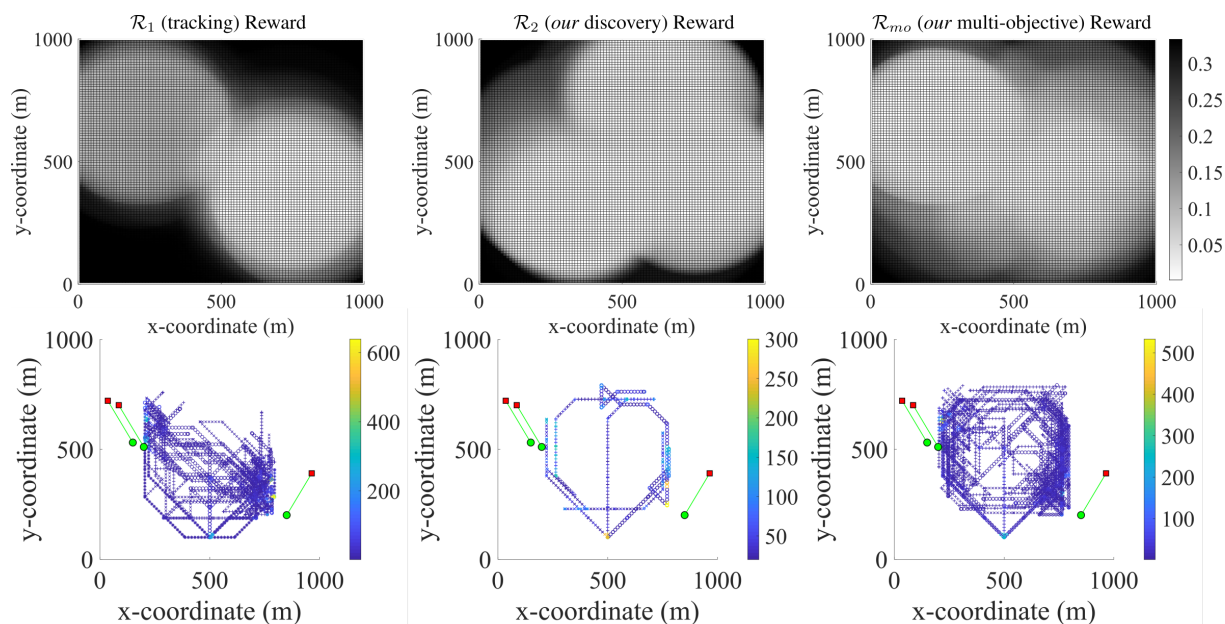 R₁ (tracking) Reward
R₂ (our discovery) Reward
Rₘₒ (our multi-objective) Reward
1000
500
0
y-coordinate (m)
0 500 1000
x-coordinate (m)
1000
500
0
y-coordinate (m)
0 500 1000
x-coordinate (m)
1000
500
0
y-coordinate (m)
0 500 1000
x-coordinate (m)
0.3
0.25
0.2
0.15
0.1
0.05
1000
500
0
y-coordinate (m)
0 500 1000
x-coordinate (m)
600
400
200
1000
500
0
y-coordinate (m)
0 500 1000
x-coordinate (m)
300
250
200
150
100
50
1000
500
0
y-coordinate (m)
0 500 1000
x-coordinate (m)
500
400
300
200
100